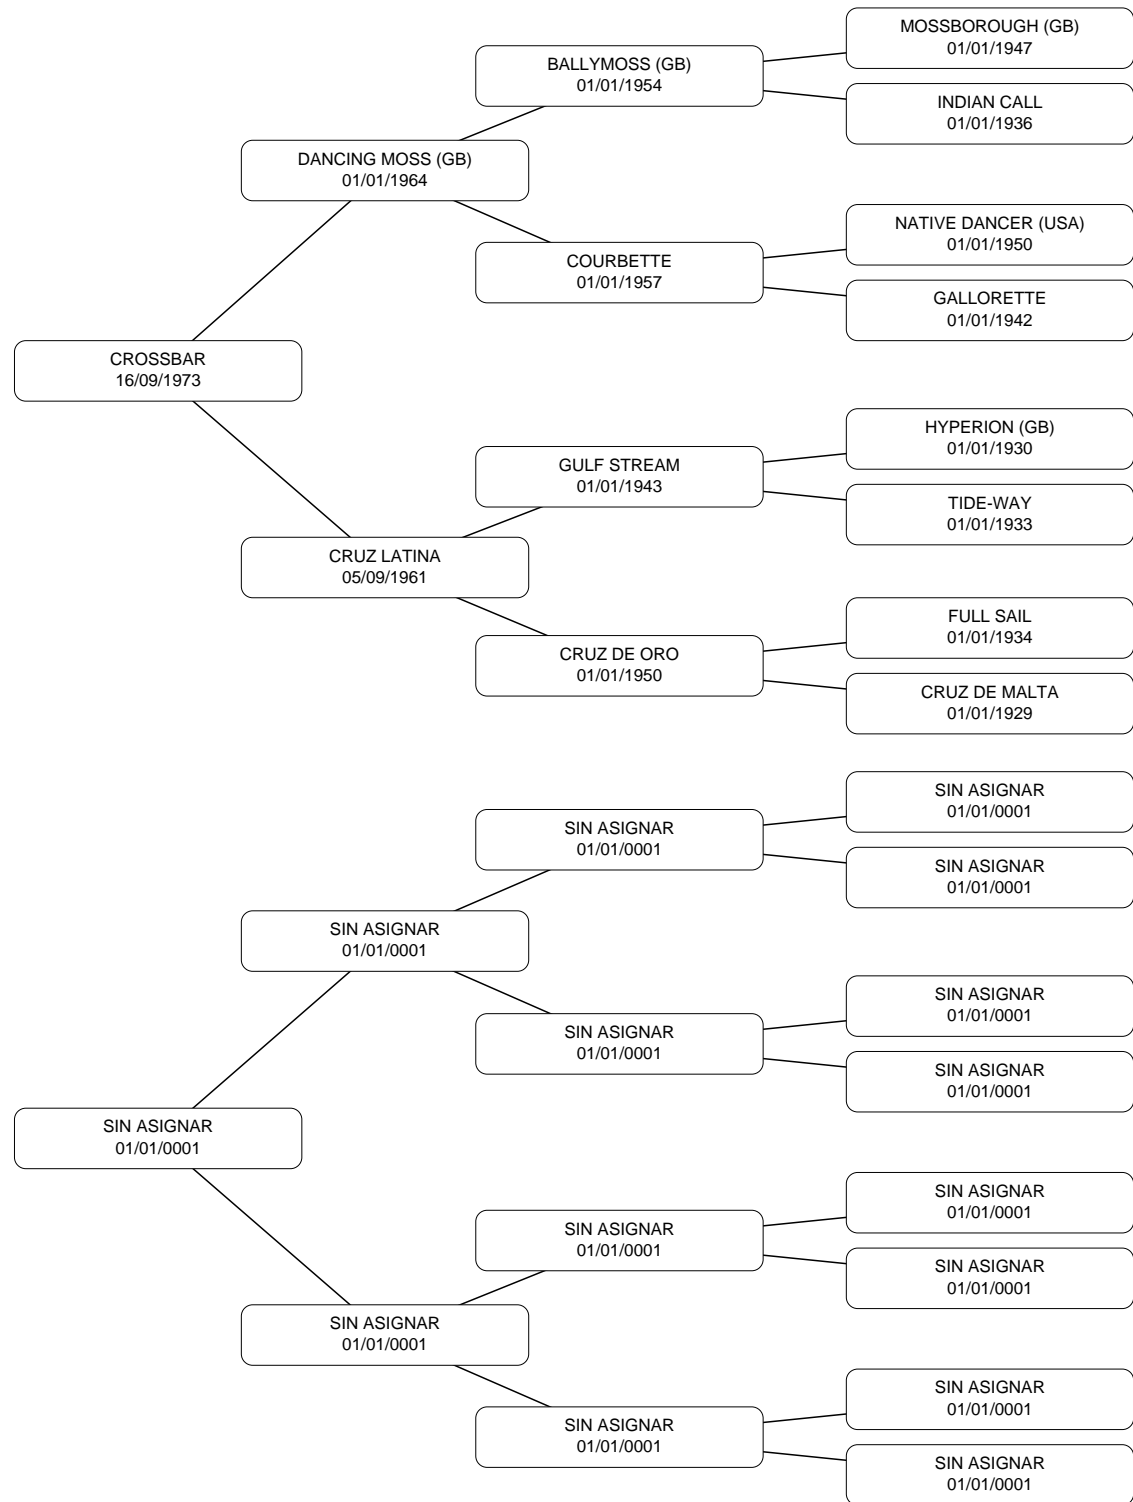 MOSSBOROUGH (GB)
01/01/1947
BALLYMOSS (GB)
01/01/1954
INDIAN CALL
01/01/1936
DANCING MOSS (GB)
01/01/1964
NATIVE DANCER (USA)
01/01/1950
COURBETTE
01/01/1957
GALLORETTE
01/01/1942
CROSSBAR
16/09/1973
HYPERION (GB)
01/01/1930
GULF STREAM
01/01/1943
TIDE-WAY
01/01/1933
CRUZ LATINA
05/09/1961
FULL SAIL
01/01/1934
CRUZ DE ORO
01/01/1950
CRUZ DE MALTA
01/01/1929
SIN ASIGNAR
01/01/0001
SIN ASIGNAR
01/01/0001
SIN ASIGNAR
01/01/0001
SIN ASIGNAR
01/01/0001
SIN ASIGNAR
01/01/0001
SIN ASIGNAR
01/01/0001
SIN ASIGNAR
01/01/0001
SIN ASIGNAR
01/01/0001
SIN ASIGNAR
01/01/0001
SIN ASIGNAR
01/01/0001
SIN ASIGNAR
01/01/0001
SIN ASIGNAR
01/01/0001
SIN ASIGNAR
01/01/0001
SIN ASIGNAR
01/01/0001
SIN ASIGNAR
01/01/0001